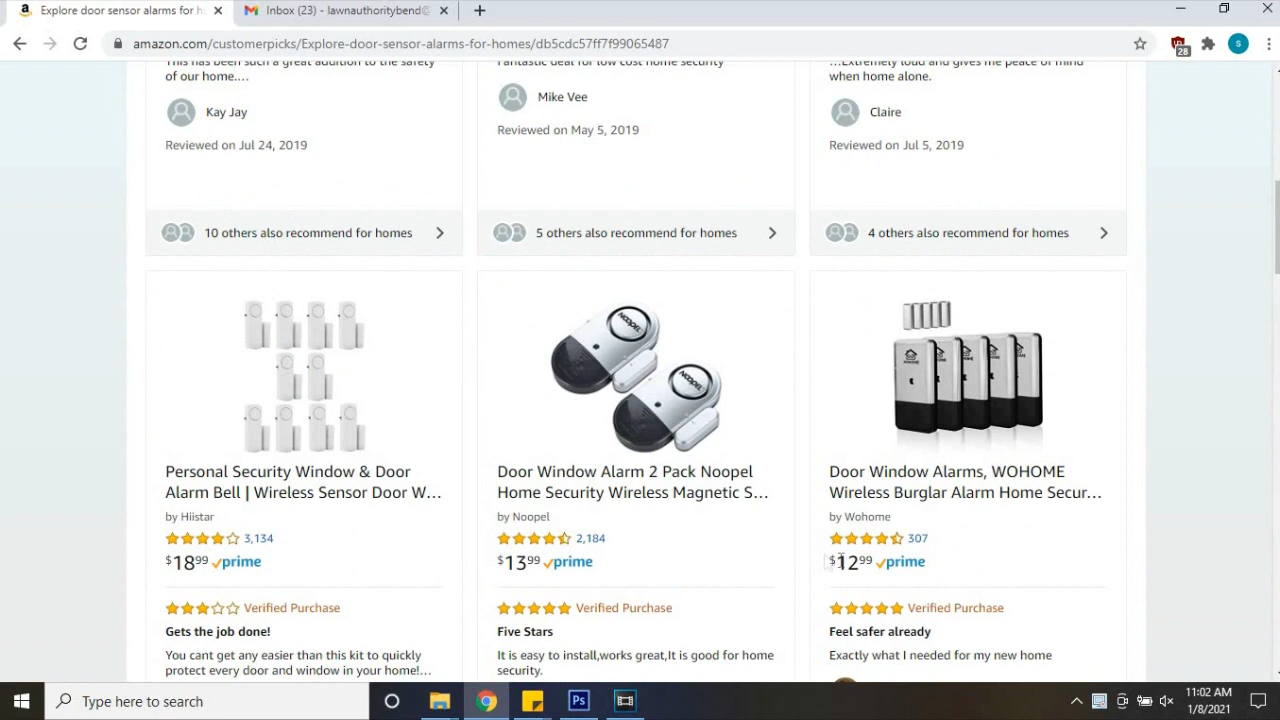 Explore door sensor alarms for h
Inbox (23) - lawnauthoritybend@
amazon.com/customerpicks/Explore-door-sensor-alarms-for-homes/4b5cdc57ff7f99065487
28
S
This has been such a great addition to the safety
of our home....
Kay Jay
Reviewed on Jul 24, 2019
10 others also recommend for homes
Fantastic deal for low cost home security
Mike Vee
Reviewed on May 5, 2019
5 others also recommend for homes
...Extremely loud and gives me peace of mind
when home alone.
Claire
Reviewed on Jul 5, 2019
4 others also recommend for homes
Personal Security Window & Door
Alarm Bell | Wireless Sensor Door W...
by Hiistar
3,134
$1899 prime
Verified Purchase
Gets the job done!
You cant get any easier than this kit to quickly
protect every door and window in your home!...
NOOPEL
NOOPEL
Door Window Alarm 2 Pack Noopel
Home Security Wireless Magnetic S...
by Noopel
2,184
$1399 prime
Verified Purchase
Five Stars
It is easy to install,works great,It is good for home
security.
WOHOME
Door Window Alarms, WOHOME
Wireless Burglar Alarm Home Secur...
by Wohome
307
$1299 prime
Verified Purchase
Feel safer already
Exactly what I needed for my new home
Type here to search
Ps
11:02 AM
1/8/2021